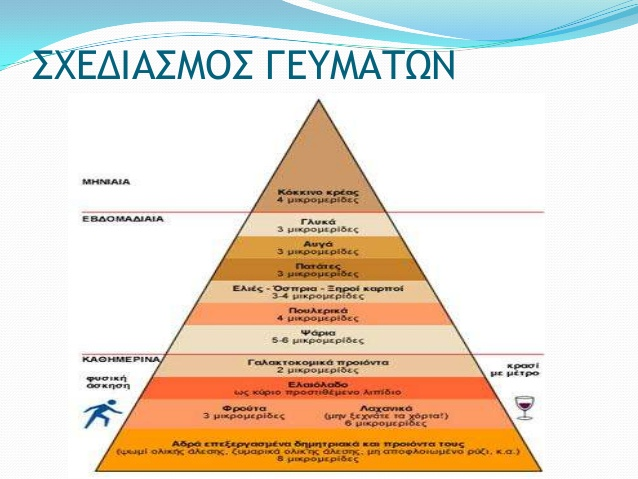 ΣΧΕΔΙΑΣΜΟΣ ΓΕΥΜΑΤΩΝ
ΜΗΝΙΑΙΑ
Κόκκινο κρέας
4 μικρομερίδες
ΕΒΔΟΜΑΔΙΑΙΑ
Γλυκά
3 μικρομερίδες
Αυγά
3 μικρομερίδες
Πατάτες
3 μικρομερίδες
Ελιές - Όσπρια - Ξηροί καρποί
3-4 μικρομερίδες
Πουλερικά
4 μικρομερίδες
Ψάρια
5-6 μικρομερίδες
ΚΑΘΗΜΕΡΙΝΑ
Γαλακτοκομικά προιόντα
2 μικρομερίδες
κρασί
με μέτρο
φυσική
άσκηση
Ελαιόλαδο
ως κύριο προστιθέμενο λιπίδιο
Φρούτα
3 μικρομερίδες
Λαχανικά
(μην ξεχνάτε τα χόρτα!)
6 μικρομερίδες
Αδρά επεξεργασμένα δημητριακά και προιόντα τους
(ψωμί ολικής άλεσης, ζυμαρικά ολικής άλεσης, μη αποφλοιωμένο ρύζι, κ.α.)
8 μικρομερίδες